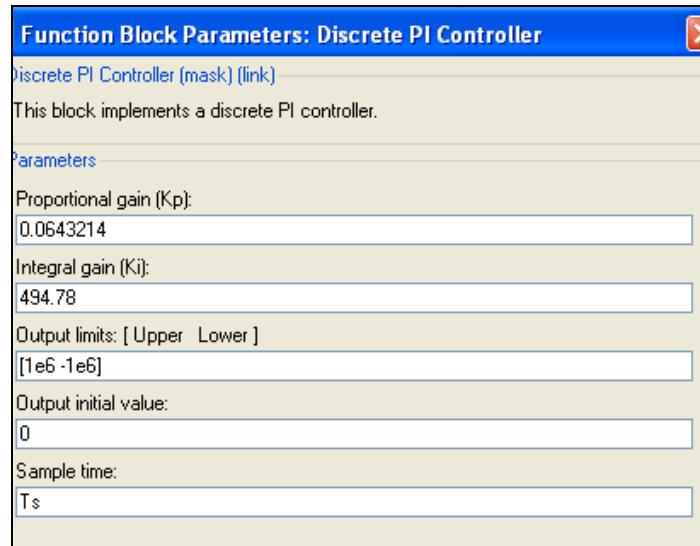 Function Block Parameters: Discrete PI Controller
Discrete PI Controller (mask) (link)
This block implements a discrete PI controller.
Parameters
Proportional gain (Kp):
0.0643214
Integral gain (Ki):
494.78
Output limits: [ Upper   Lower ]
[1e6 -1e6]
Output initial value:
0
Sample time:
Ts